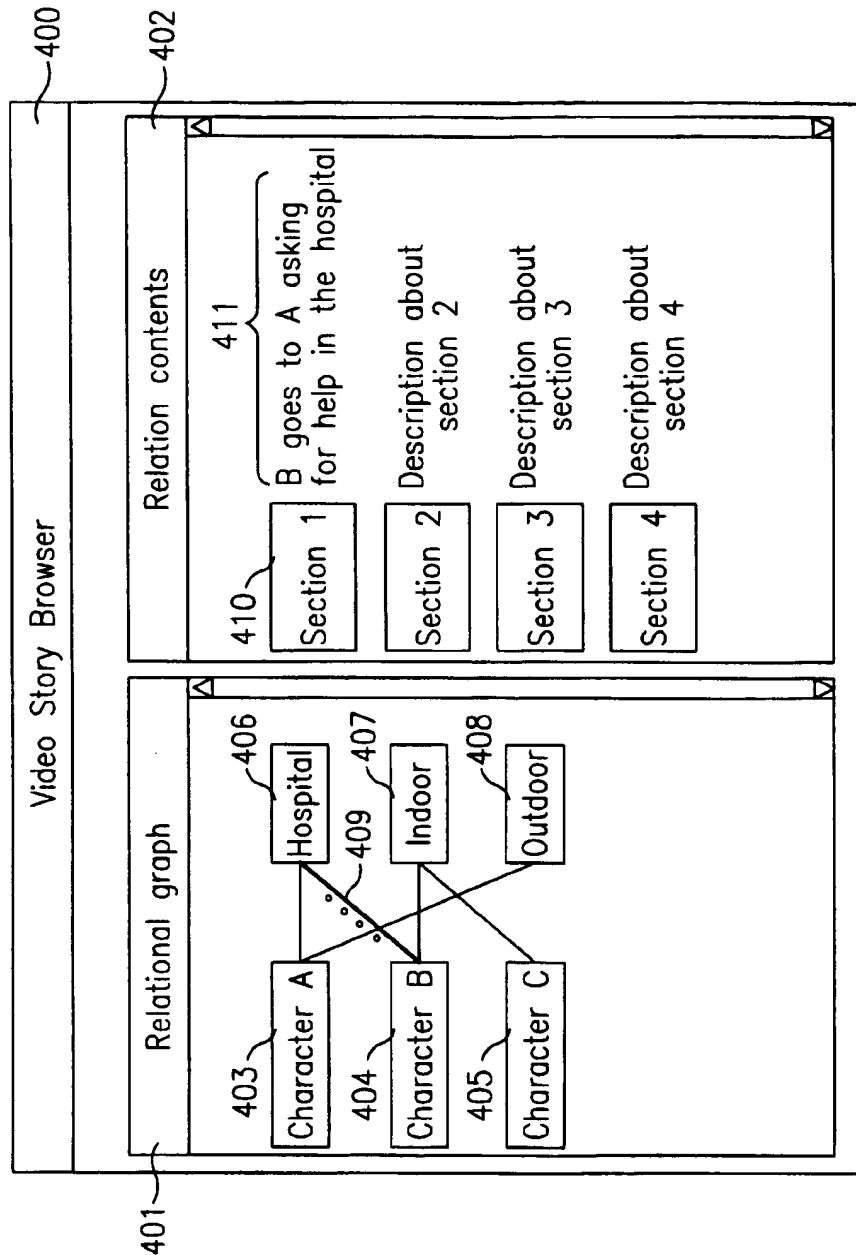 400
Video Story Browser
401
Relational graph
403
Character A
404
Character B
405
Character C
406
Hospital
409
407
Indoor
408
Outdoor
402
Relation contents
411
410
Section 1
B goes to A asking
for help in the hospital
Section 2
Description about
section 2
Section 3
Description about
section 3
Section 4
Description about
section 4